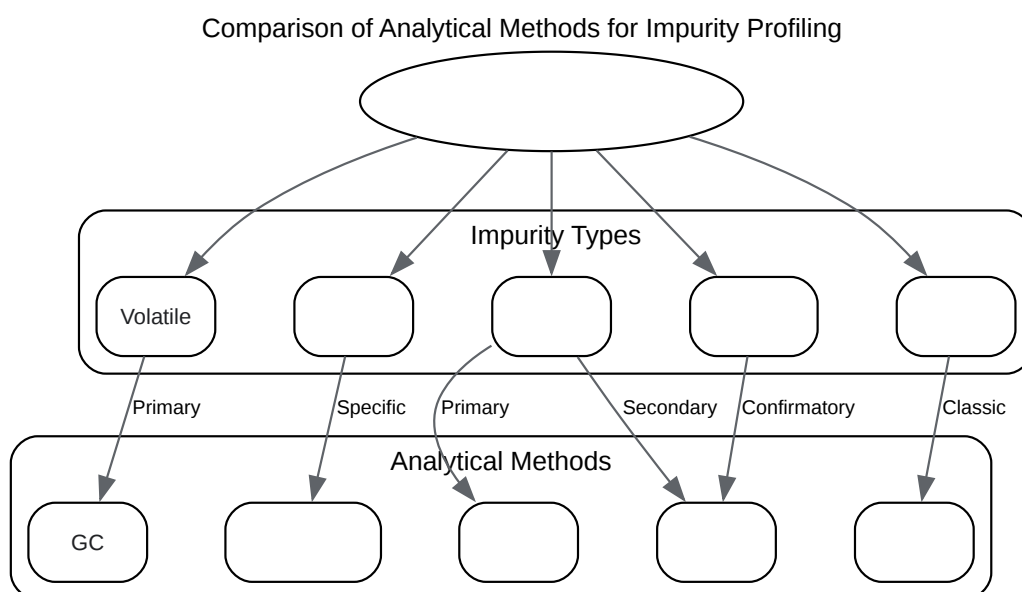 Comparison of Analytical Methods for Impurity Profiling
Impurity Types
Volatile
Primary
Specific
Primary
Secondary
Confirmatory
Classic
Analytical Methods
GC